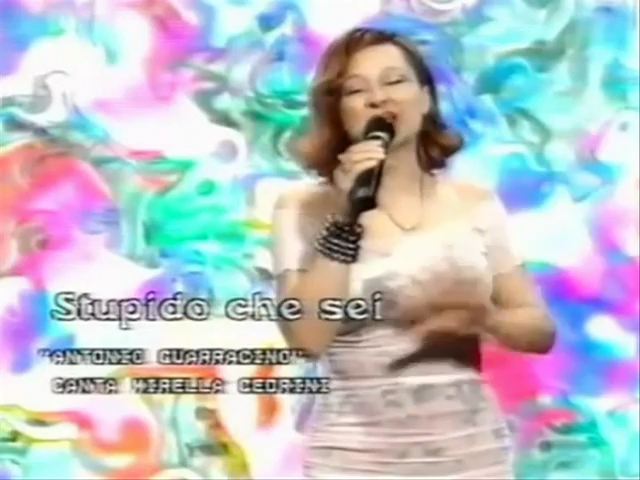 Stupido che sei
"ANTONIO GUARRACINO"
CANTA MIRELLA CEDRINI